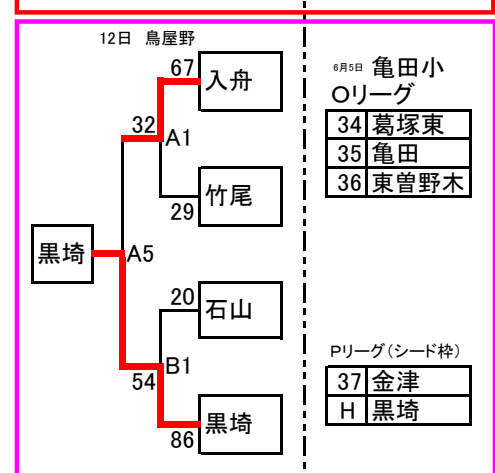 12日 鳥屋野
67
入舟
32
A1
竹尾
29
黒埼
A5
20
石山
B1
54
黒埼
86
6月5日 亀田小
Oリーグ
34 葛塚東
35 亀田
36 東曽野木
Pリーグ(シード枠)
37 金津
H 黒埼